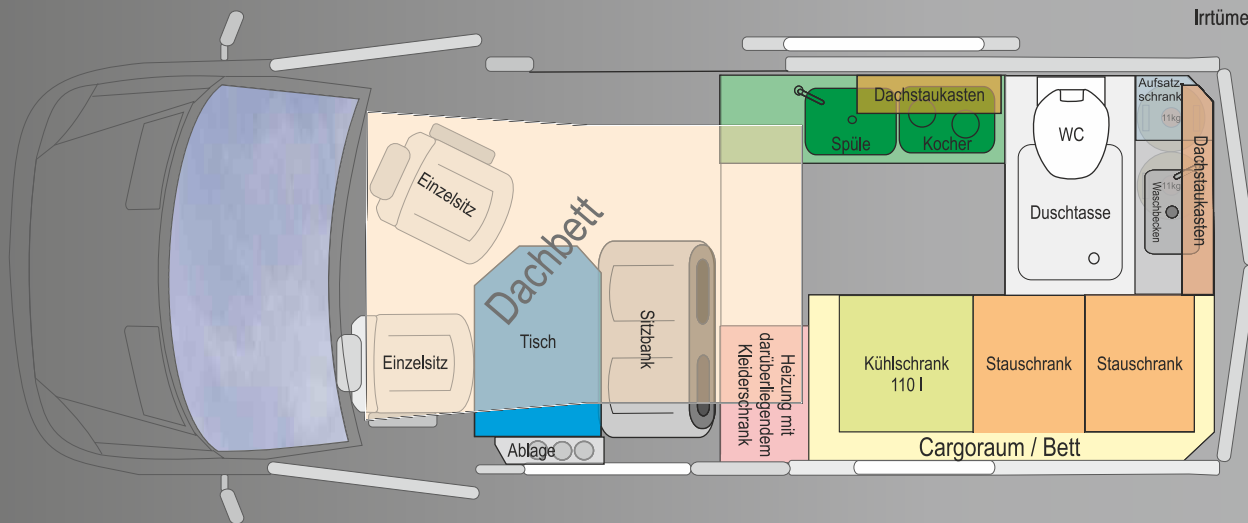 Irrtüme
Aufsatz-
schrank
Dachstaukasten
11kg
WC
Spüle
Kocher
Dachstaukasten
11kg
Einzelsitz
Waschbecken
Duschtasse
Dachbett
Sitzbank
Tisch
Einzelsitz
Heizung mit
darüberliegendem
Kleiderschrank
Kühlschrank
110 l
Stauschrank
Stauschrank
Ablage
Cargoraum / Bett